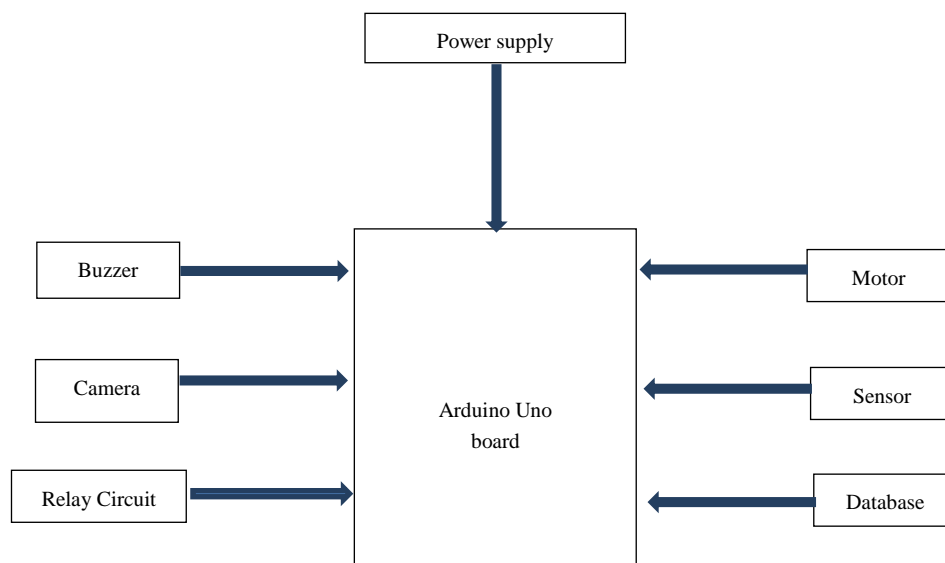 Power supply
Buzzer
Motor
Camera
Sensor
Arduino Uno
board
Relay Circuit
Database